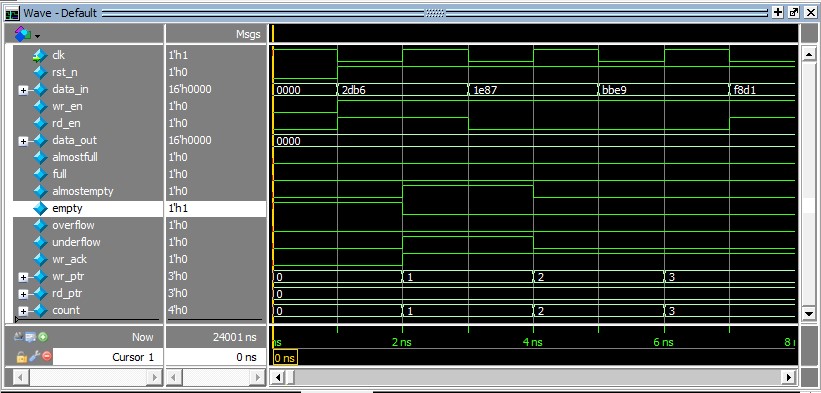 Wave - Default
Msgs
clk 1'h1
rst_n 1'h0
data_in 16'h0000 0000 2db6 1e87 bbe9 f8d1
wr_en 1'h0
rd_en 1'h0
data_out 16'h0000 0000
almostfull 1'h0
full 1'h0
almostempty 1'h0
empty 1'h1
overflow 1'h0
underflow 1'h0
wr_ack 1'h0
wr_ptr 3'h0 0 1 2 3
rd_ptr 3'h0 0
count 4'h0 0 1 2 3
Now 24001 ns ns 2 ns 4 ns 6 ns 8
Cursor 1 0 ns 0 ns